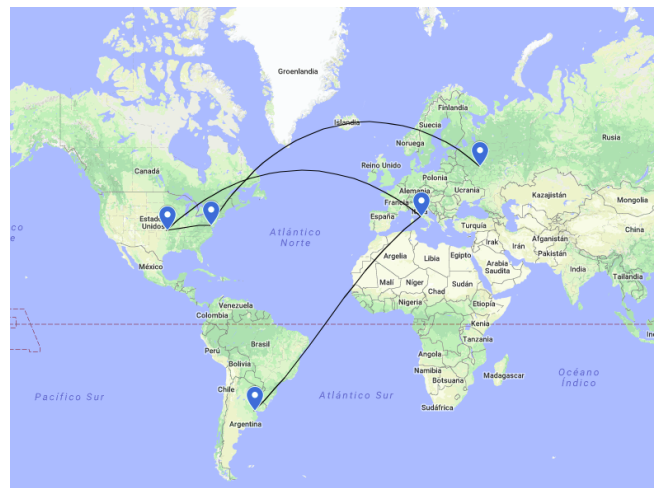 Groenlandia
Islandia
Finlandia
Suecia
Noruega
Rusia
Canadá
Reino Unido
Polonia
Alemania
Ucrania
Kazajistán
Mongolia
Francia
Estad
Unidos
España
Turquía
Atlántico
Norte
Irak
Irán
Afganistán
Pakistán
China
México
Argelia
Libia
Egipto
Arabia
Saudita
India
Tailandia
Malí
Níger
Chad
Sudán
Nigeria
Etiopía
Venezuela
Colombia
Kenia
Tanzania
Perú
Brasil
Angola
Bolivia
Namibia
Botsuana
Madagascar
Océano
Índico
Chile
Pacífico Sur
Atlántico Sur
Sudáfrica
Argentina